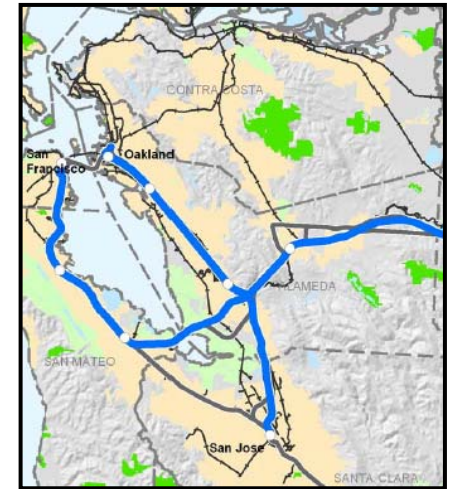 CONTRA COSTA
San
Francisco
Oakland
ALAMEDA
SAN MATEO
San Jose
SANTA CLARA